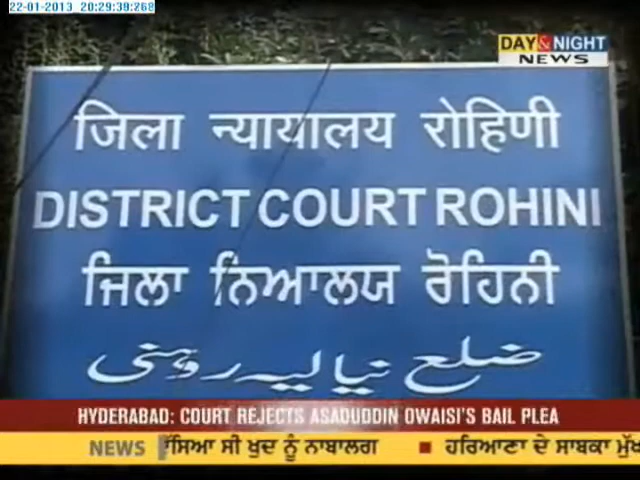 22-01-2013 20:29:39:268
DAY&NIGHT
NEWS
जिला न्यायालय रोहिणी
DISTRICT COURT ROHINI
ਜਿਲਾ ਨਿਆਲਯ ਰੋਹਿਨੀ
ضلع نیالیہ روہنی
HYDERABAD: COURT REJECTS ASADUDDIN OWAISI'S BAIL PLEA
NEWS ਸੀ ਖੁਦ ਨੂੰ ਨਾਬਾਲਗ ■ ਹਰਿਆਣਾ ਦੇ ਸਾਬਕਾ